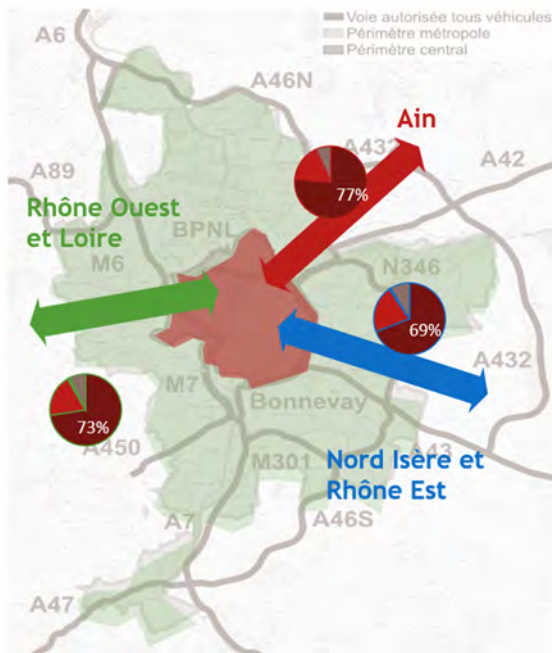 Voie autorisée tous véhicules
Périmètre métropole
Périmètre central
A6
A46N
Ain
A432
A42
A89
77%
Rhône Ouest
et Loire
BPNL
M6
N346
69%
A432
M7
Bonnevay
73%
A450
A43
M301
Nord Isère et
Rhône Est
A7
A46S
A47